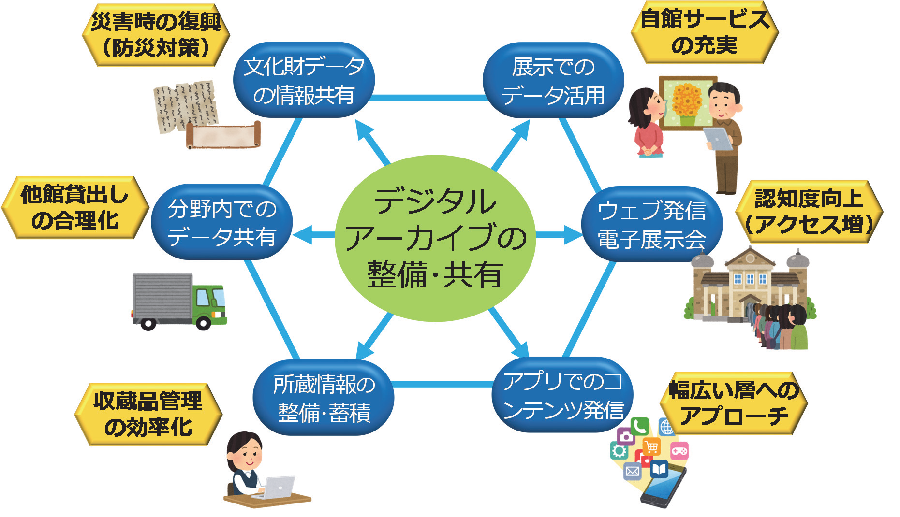 災害時の復興
（防災対策）
文化財データ
の情報共有
展示での
データ活用
自館サービス
の充実
他館貸出し
の合理化
分野内での
データ共有
デジタル
アーカイブの
整備・共有
ウェブ発信
電子展示会
認知度向上
（アクセス増）
収蔵品管理
の効率化
所蔵情報の
整備・蓄積
アプリでのコ
ンテンツ発信
幅広い層への
アプローチ